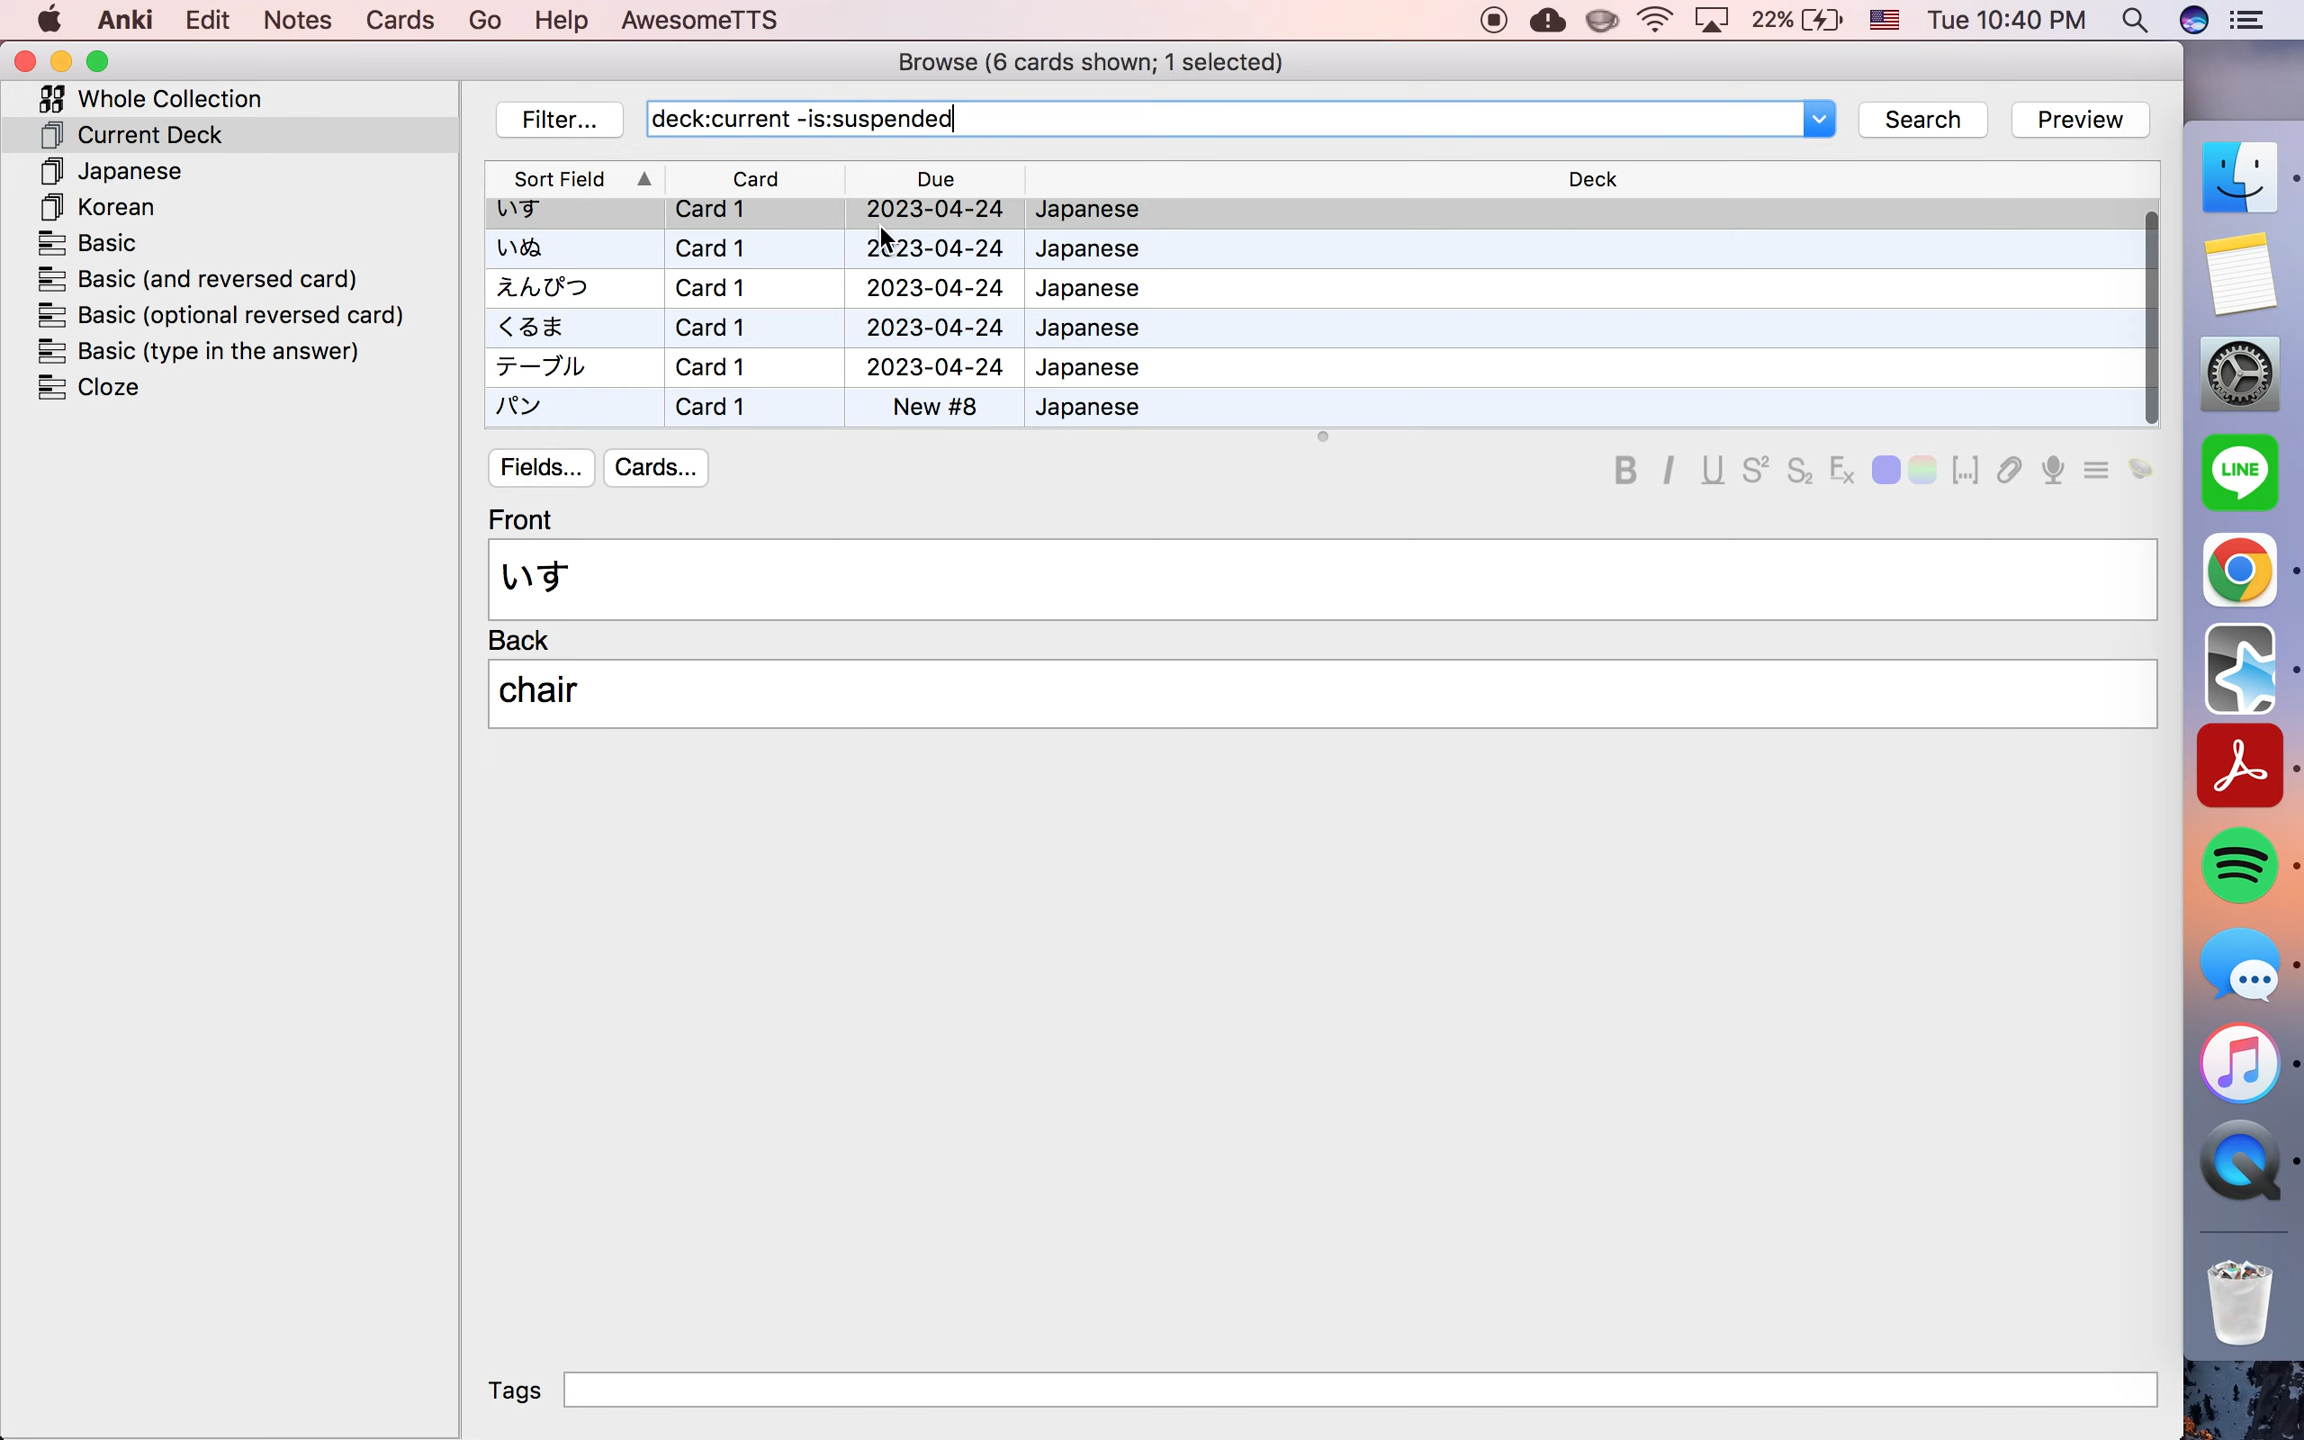 Anki Edit Notes Cards Go Help AwesomeTTS 22% Tue 10:40 PM
Browse (6 cards shown; 1 selected)
Whole Collection
Current Deck
Japanese
Korean
Basic
Basic (and reversed card)
Basic (optional reversed card)
Basic (type in the answer)
Cloze
Filter... deck:current -is:suspended Search Preview
Sort Field Card Due Deck
いす Card 1 2023-04-24 Japanese
いぬ Card 1 2023-04-24 Japanese
えんぴつ Card 1 2023-04-24 Japanese
くるま Card 1 2023-04-24 Japanese
テーブル Card 1 2023-04-24 Japanese
パン Card 1 New #8 Japanese
Fields... Cards...
Front
いす
Back
chair
Tags
LINE